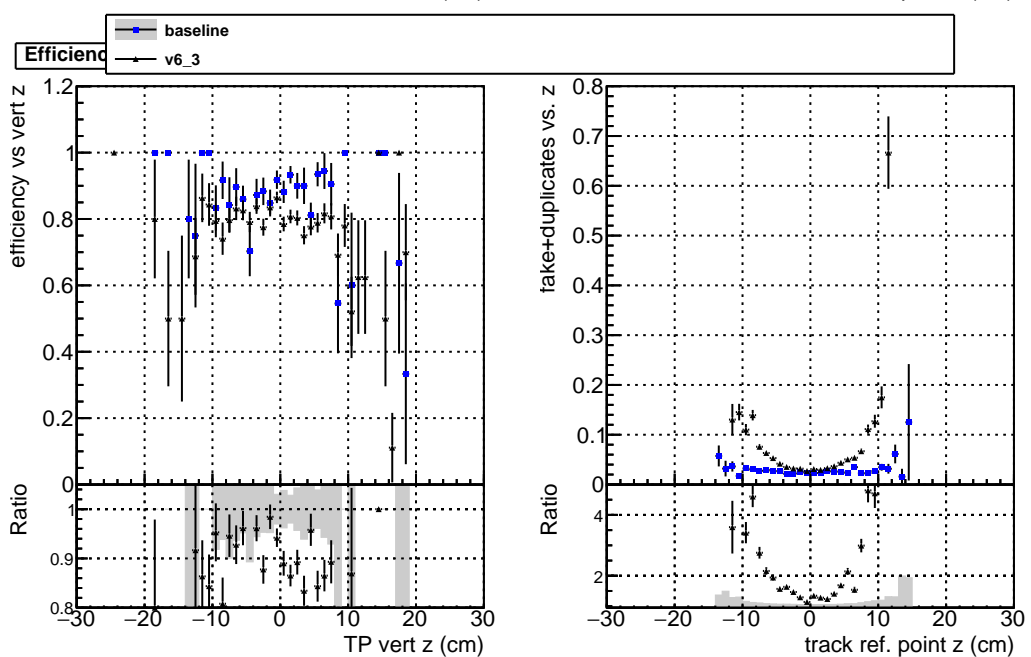 baseline
v6_3
Efficienc
efficiency vs vert z
1.2
1
0.8
0.6
0.4
0.2
0
Ratio
1
0.9
0.8
−30 −20 −10 0 10 20 30
TP vert z (cm)
fake+duplicates vs. z
0.8
0.7
0.6
0.5
0.4
0.3
0.2
0.1
0
Ratio
4
2
−30 −20 −10 0 10 20 30
track ref. point z (cm)